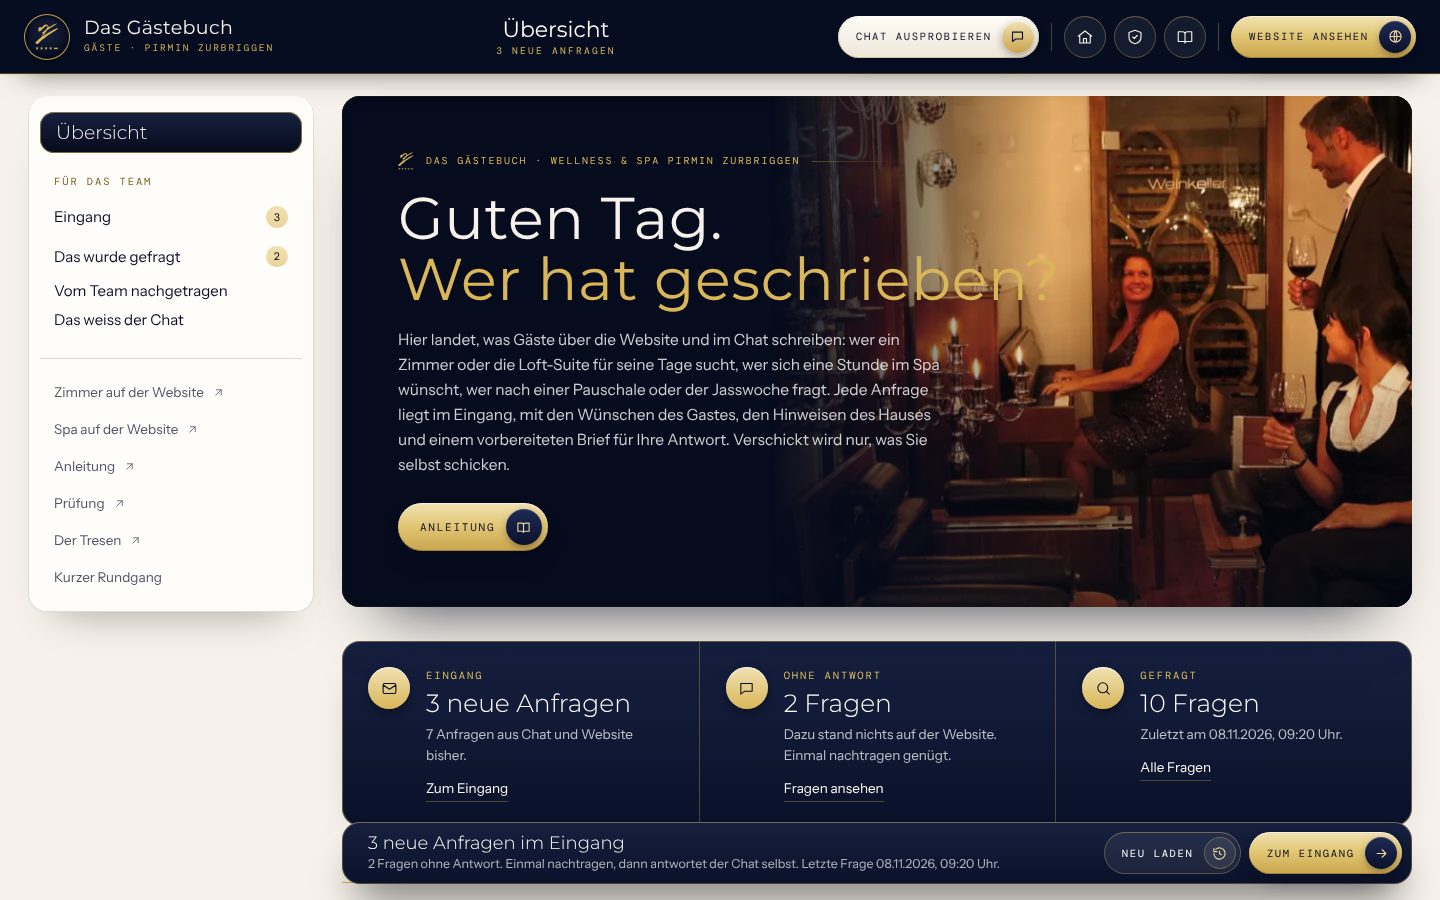 Das Gästebuch
GÄSTE · PIRMIN ZURBRIGGEN
Übersicht
3 NEUE ANFRAGEN
CHAT AUSPROBIEREN
WEBSITE ANSEHEN
Übersicht
FÜR DAS TEAM
Eingang
3
Das wurde gefragt
2
Vom Team nachgetragen
Das weiss der Chat
Zimmer auf der Website
Spa auf der Website
Anleitung
Prüfung
Der Tresen
Kurzer Rundgang
DAS GÄSTEBUCH · WELLNESS & SPA PIRMIN ZURBRIGGEN
Guten Tag.
Wer hat geschrieben?
Hier landet, was Gäste über die Website und im Chat schreiben: wer ein
Zimmer oder die Loft-Suite für seine Tage sucht, wer sich eine Stunde im Spa
wünscht, wer nach einer Pauschale oder der Jasswoche fragt. Jede Anfrage
liegt im Eingang, mit den Wünschen des Gastes, den Hinweisen des Hauses
und einem vorbereiteten Brief für Ihre Antwort. Verschickt wird nur, was Sie
selbst schicken.
ANLEITUNG
Weinkeller
EINGANG
3 neue Anfragen
7 Anfragen aus Chat und Website
bisher.
Zum Eingang
OHNE ANTWORT
2 Fragen
Dazu stand nichts auf der Website.
Einmal nachtragen genügt.
Fragen ansehen
GEFRAGT
10 Fragen
Zuletzt am 08.11.2026, 09:20 Uhr.
Alle Fragen
3 neue Anfragen im Eingang
2 Fragen ohne Antwort. Einmal nachtragen, dann antwortet der Chat selbst. Letzte Frage 08.11.2026, 09:20 Uhr.
NEU LADEN
ZUM EINGANG